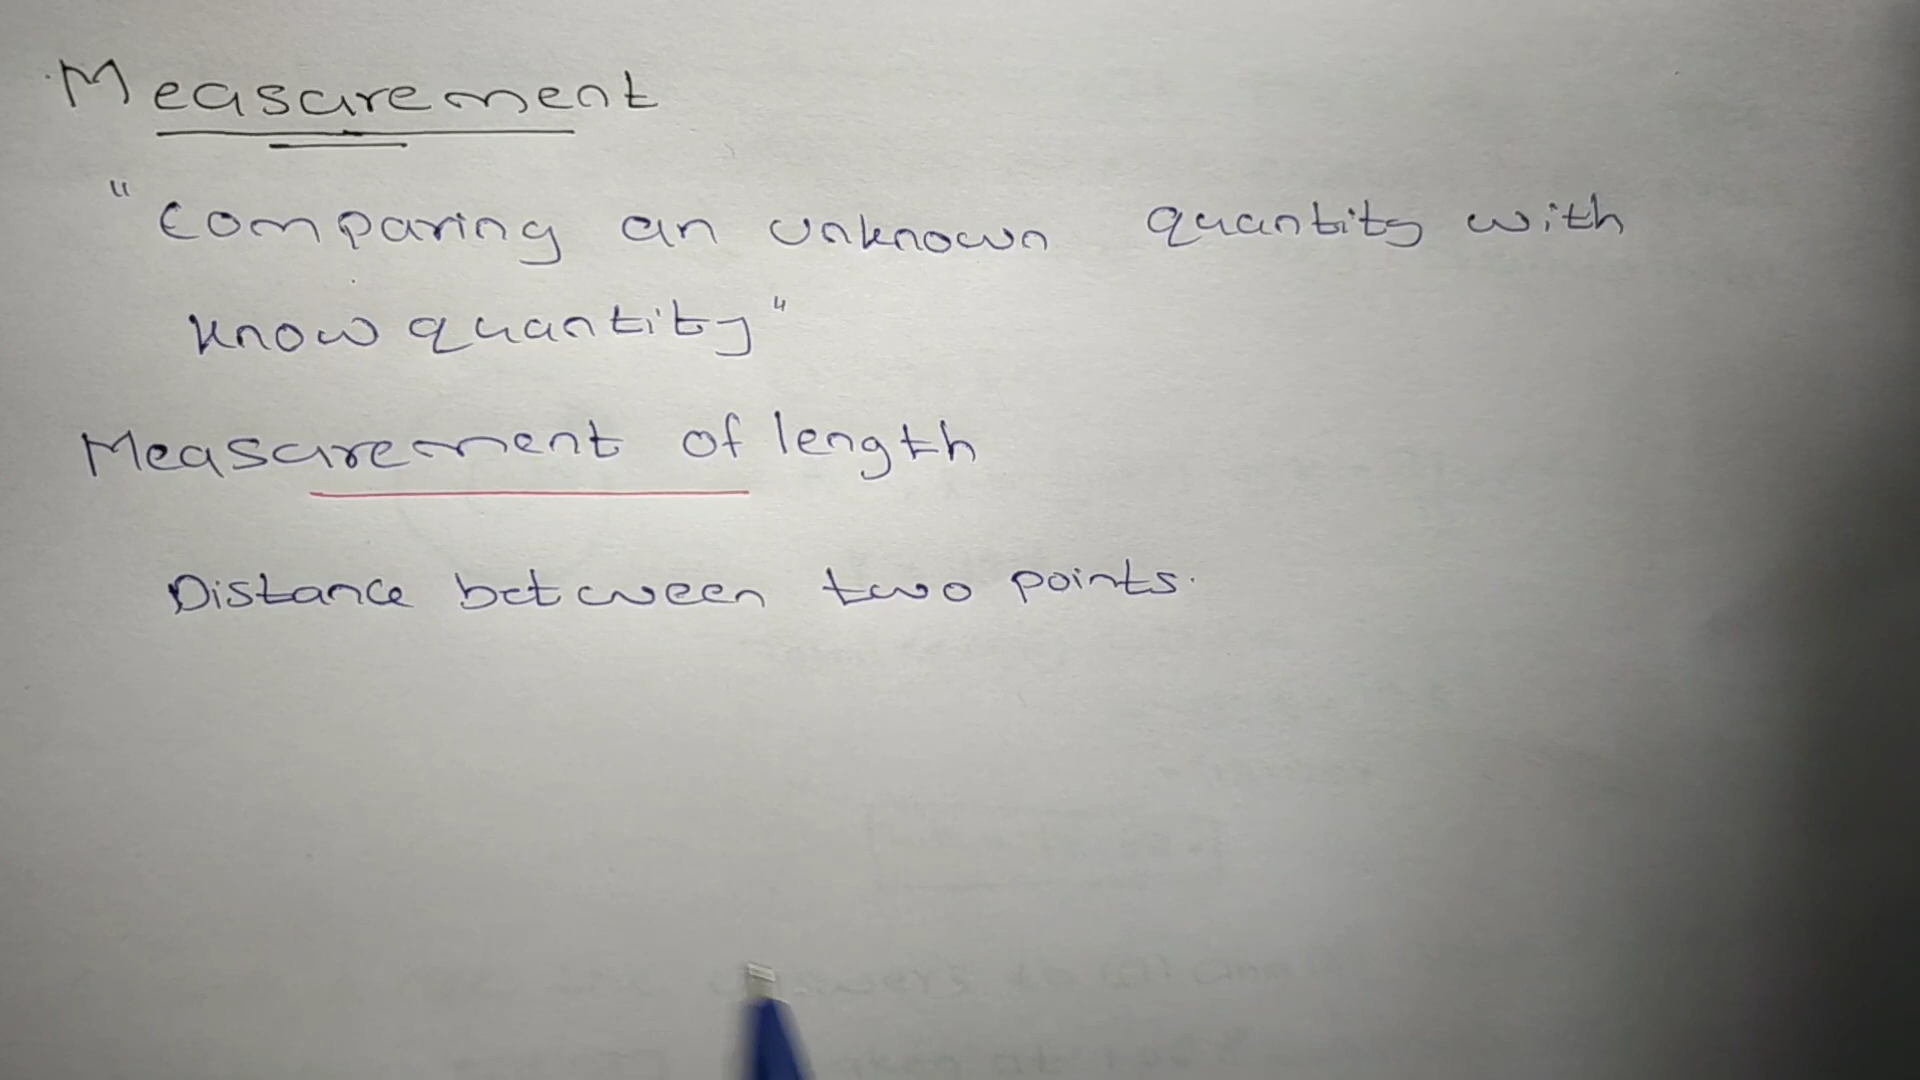 Measurement
"Comparing an unknown quantity with
know quantity"
Measurement of length
Distance between two points.